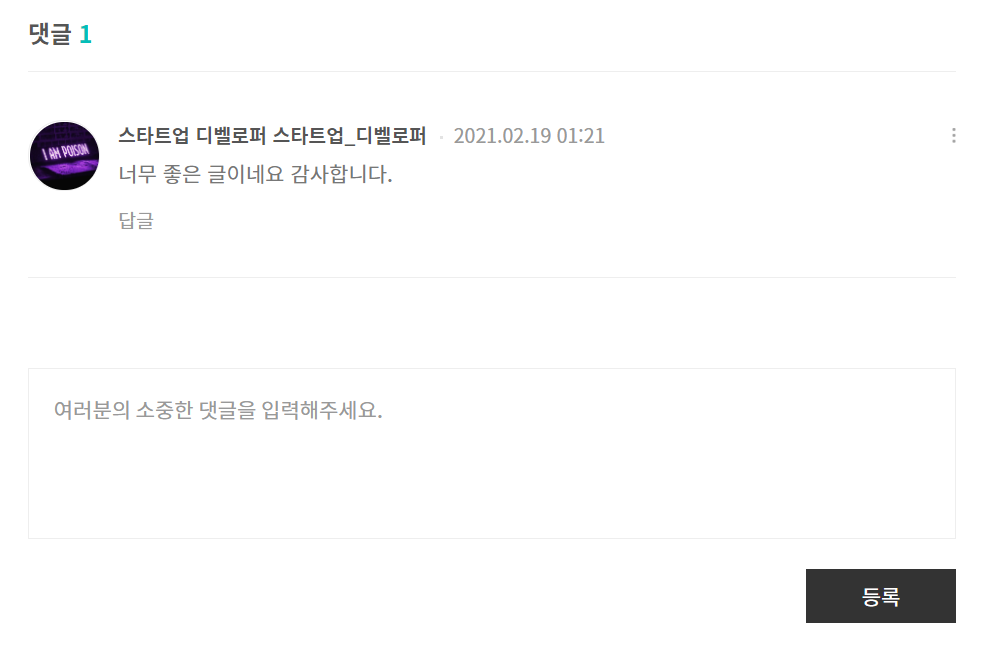 댓글 1
I AM POISON
스타트업 디벨로퍼 스타트업_디벨로퍼 · 2021.02.19 01:21
너무 좋은 글이네요 감사합니다.
답글
여러분의 소중한 댓글을 입력해주세요.
등록